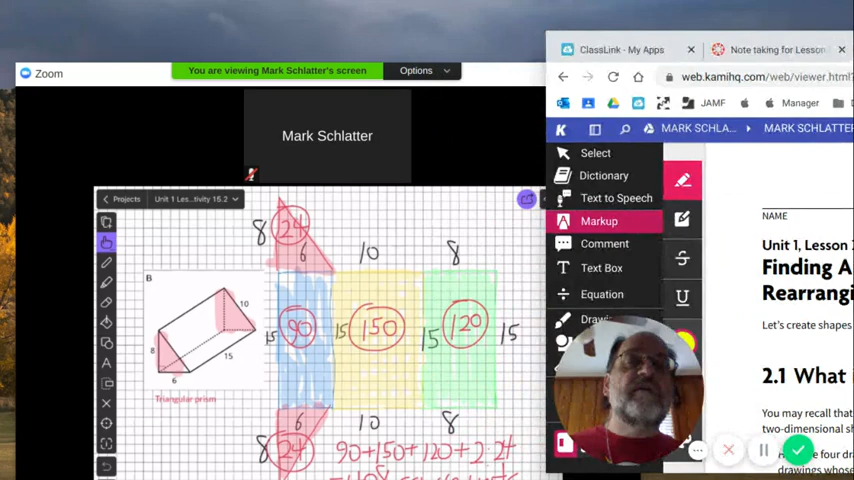 Zoom
You are viewing Mark Schlatter's screen
Options
Mark Schlatter
Projects
Unit 1 Les...tivity 15.2
B
10
8
15
6
Triangular prism
8 24
6
10
8
15 90
15 150
15 120
15
6
10
8
8 24
90+150+120+2·24
ClassLink - My Apps
Note taking for Lesson
web.kamihq.com/web/viewer.html?
JAMF
Manager
K
MARK SCHLA...
MARK SCHLATTER
Select
Dictionary
Text to Speech
Markup
Comment
Text Box
Equation
NAME
Unit 1, Lesson
Finding A
Rearrangi
Let's create shapes
2.1 What
You may recall that
two-dimensional sh
drawings whose